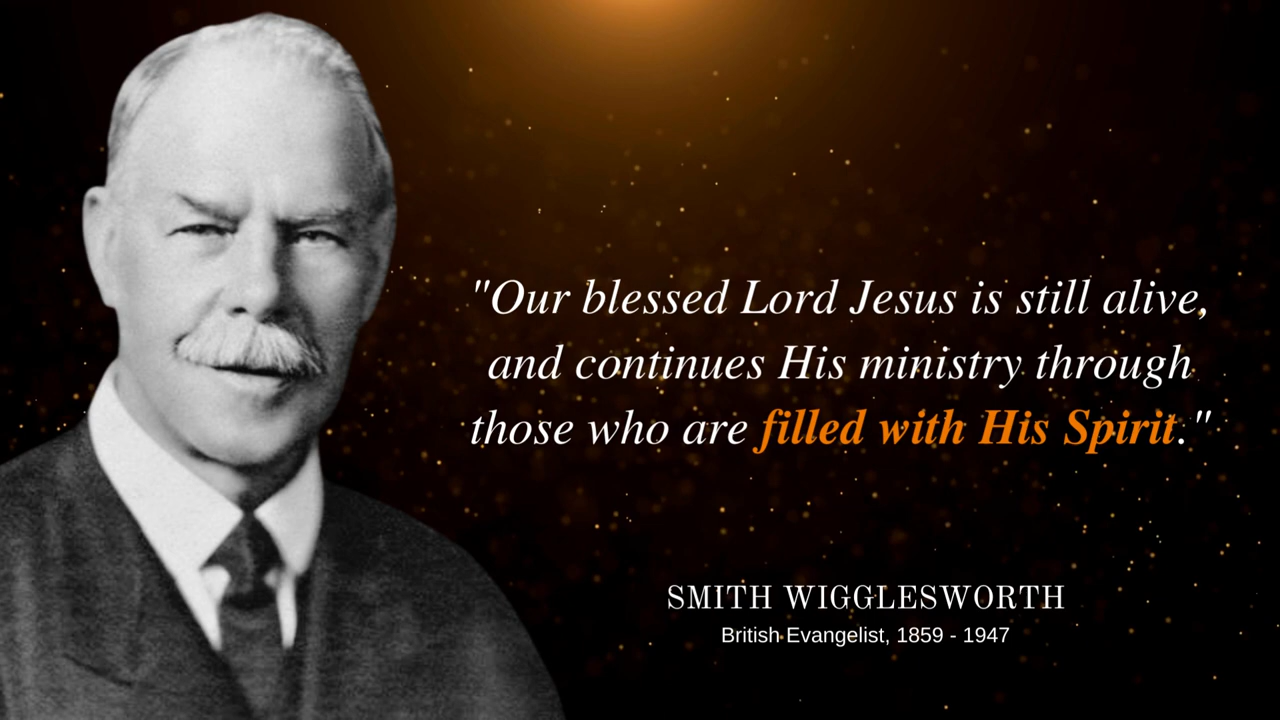 "Our blessed Lord Jesus is still alive,
and continues His ministry through
those who are filled with His Spirit."
SMITH WIGGLESWORTH
British Evangelist, 1859 - 1947